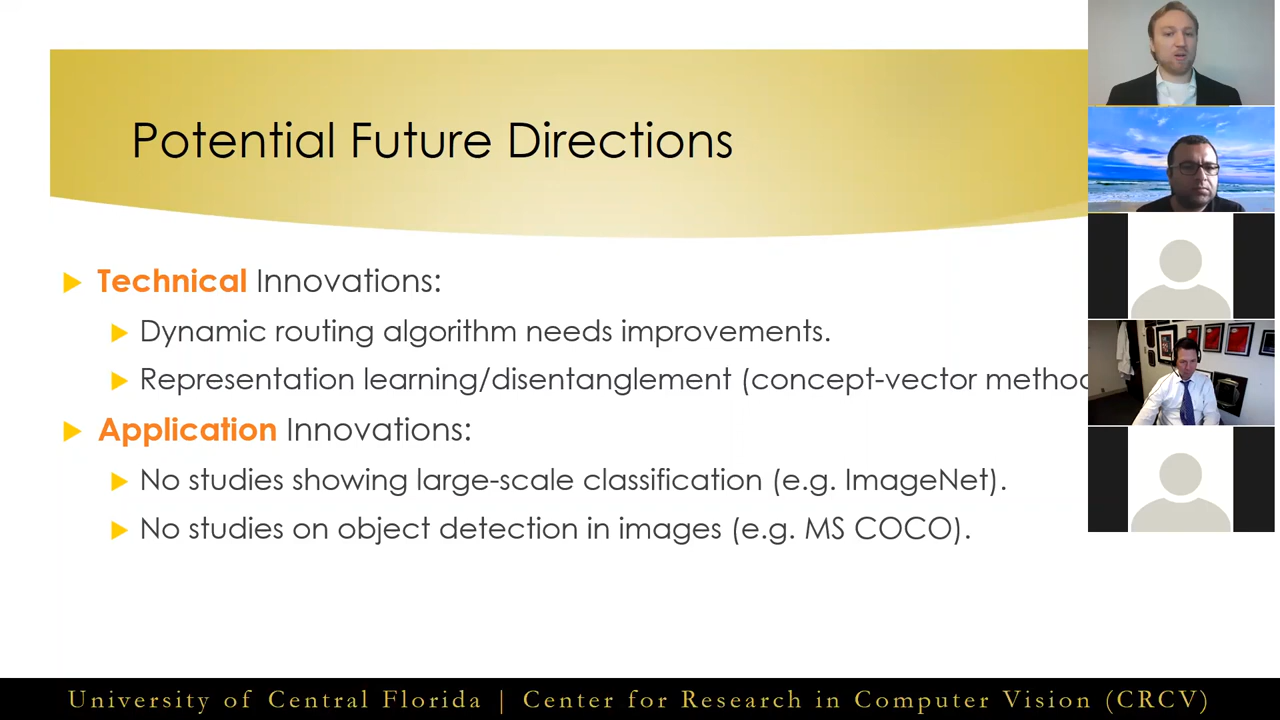 Potential Future Directions
Technical Innovations:
Dynamic routing algorithm needs improvements.
Representation learning/disentanglement (concept-vector
Application Innovations:
No studies showing large-scale classification (e.g. ImageNet).
No studies on object detection in images (e.g. MS COCO).
University of Central Florida | Center for Research in Computer Vision (CRCV)